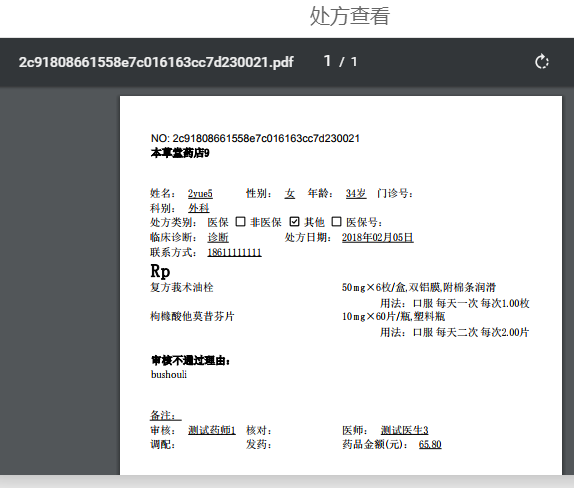 处方查看
2c91808661558e7c016163cc7d230021.pdf 1 / 1
NO: 2c91808661558e7c016163cc7d230021
本草堂药店9
姓名： 2yue5 性别： 女 年龄： 34岁 门诊号：
科别： 外科
处方类别： 医保 非医保 其他 医保号：
临床诊断： 诊断 处方日期： 2018年02月05日
联系方式： 18611111111
Rp
复方莪术油栓 50mg×6枚/盒,双铝膜,附棉条润滑
用法：口服 每天一次 每次1.00枚
枸橼酸他莫昔芬片 10mg×60片/瓶,塑料瓶
用法：口服 每天二次 每次2.00片
审核不通过理由：
bushouli
备注：
审核： 测试药师1 核对： 医师： 测试医生3
调配： 发药： 药品金额(元)： 65.80